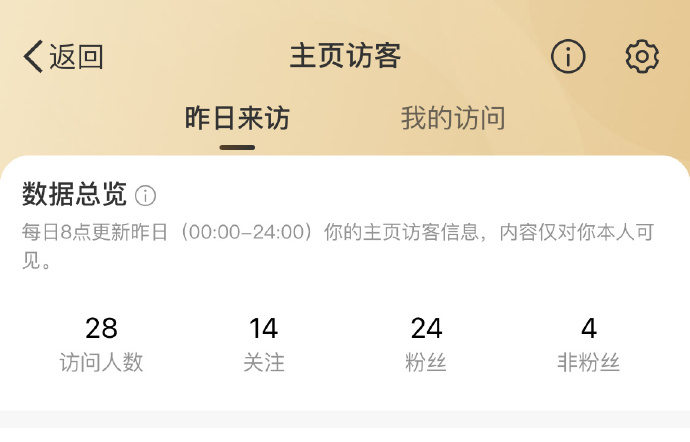 返回
主页访客
昨日来访
我的访问
数据总览
每日8点更新昨日（00:00-24:00）你的主页访客信息，内容仅对你本人可
见。
28
14
24
4
访问人数
关注
粉丝
非粉丝